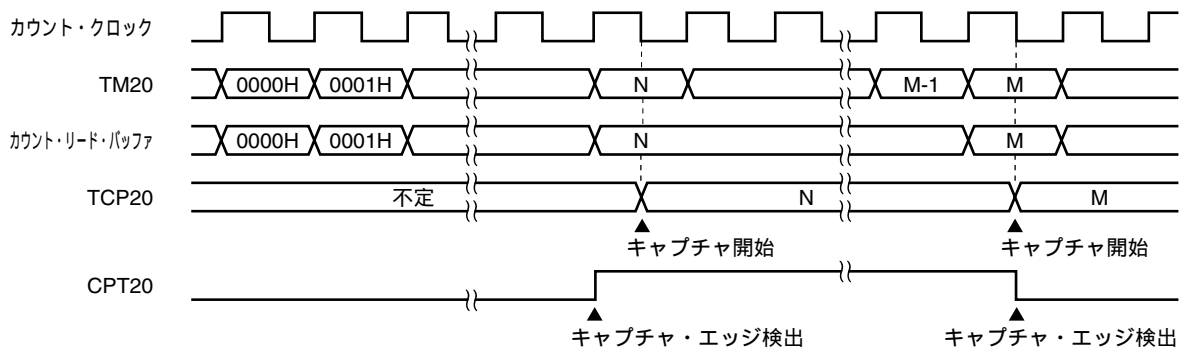 カウント・クロック
TM20 0000H 0001H N M-1 M
カウント・リード・バッファ 0000H 0001H N M
TCP20 不定 N M
キャプチャ開始 キャプチャ開始
CPT20
キャプチャ・エッジ検出 キャプチャ・エッジ検出